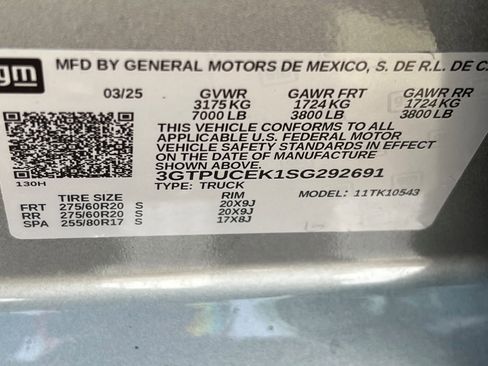 gm MFD BY GENERAL MOTORS DE MEXICO, S. DE R.L. DE C.
03/25 GVWR GAWR FRT GAWR RR
3175 KG 1724 KG 1724 KG
7000 LB 3800 LB 3800 LB
THIS VEHICLE CONFORMS TO ALL
APPLICABLE U.S. FEDERAL MOTOR
VEHICLE SAFETY STANDARDS IN EFFECT
ON THE DATE OF MANUFACTURE
SHOWN ABOVE.
3GTPUCEK1SG292691
130H TYPE: TRUCK MODEL: 11TK10543
TIRE SIZE RIM
FRT 275/60R20 S 20X9J
RR 275/60R20 S 20X9J
SPA 255/80R17 S 17X8J